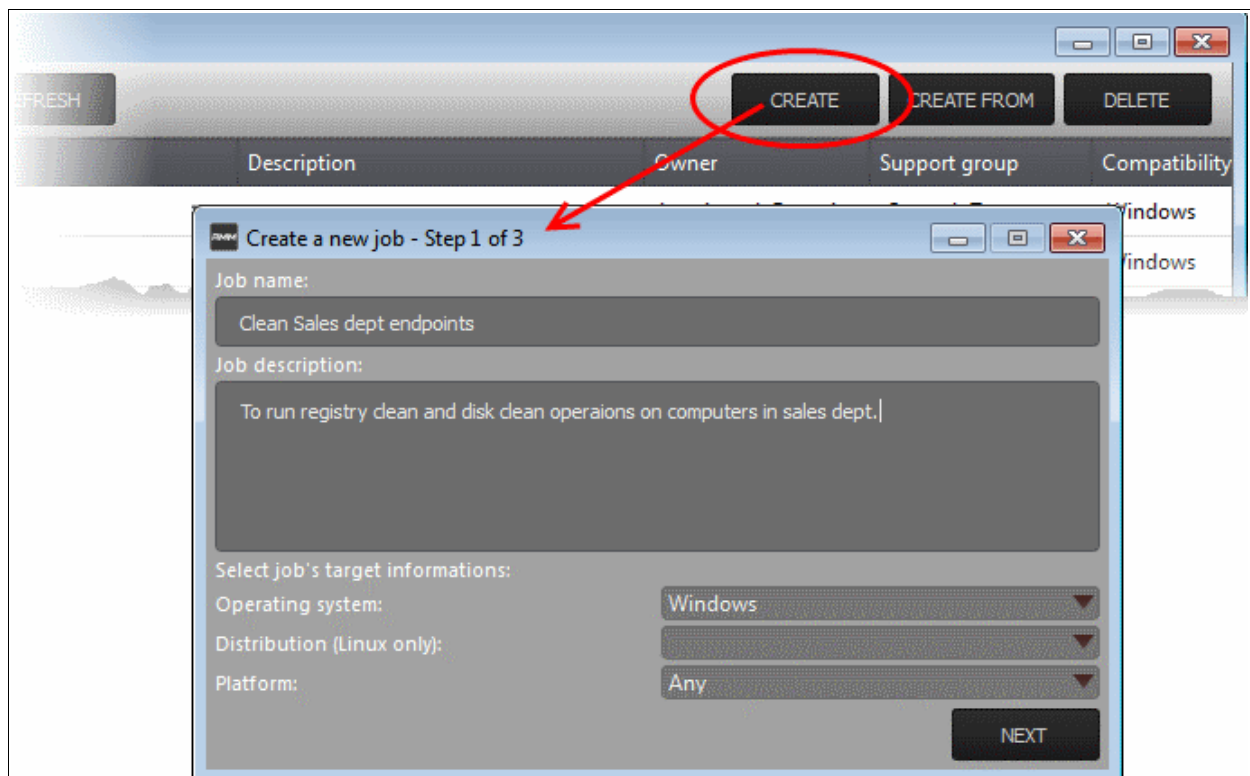 EFRESH
CREATE
CREATE FROM
DELETE
Description
Owner
Support group
Compatibility
Windows
Windows
RMM
Create a new job - Step 1 of 3
Job name:
Clean Sales dept endpoints
Job description:
To run registry clean and disk clean operaions on computers in sales dept.
Select job's target informations:
Operating system:
Windows
Distribution (Linux only):
Platform:
Any
NEXT